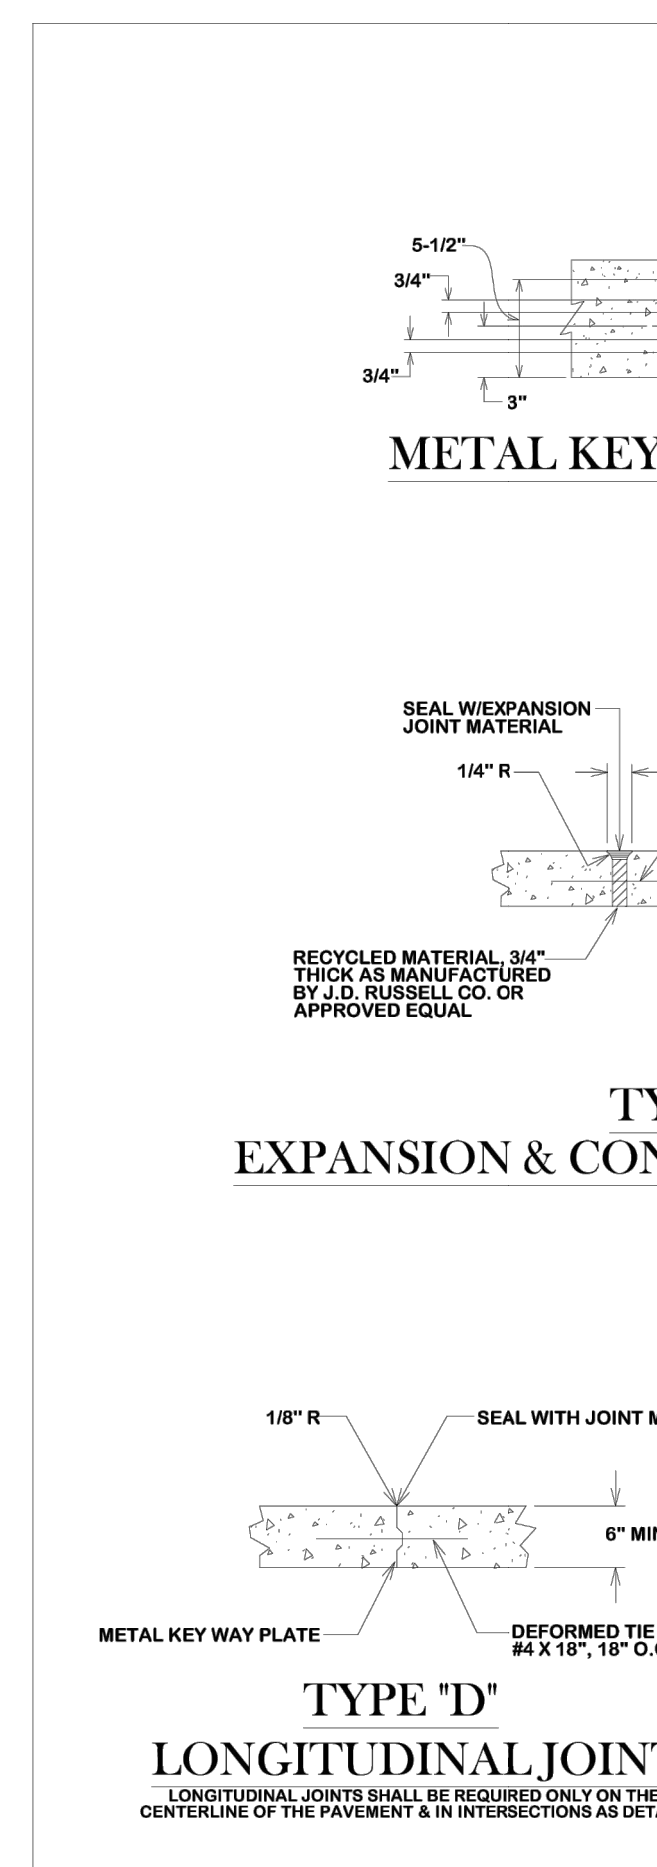 5-1/2"
3/4"
3/4"
3"
METAL KEY
SEAL W/EXPANSION
JOINT MATERIAL
1/4" R
RECYCLED MATERIAL, 3/4"
THICK AS MANUFACTURED
BY J.D. RUSSELL CO. OR
APPROVED EQUAL
TY
EXPANSION & CON
1/8" R
SEAL WITH JOINT M
6" MIN
METAL KEY WAY PLATE
DEFORMED TIE
#4 X 18", 18" O.C
TYPE "D"
LONGITUDINAL JOINT
LONGITUDINAL JOINTS SHALL BE REQUIRED ONLY ON THE
CENTERLINE OF THE PAVEMENT & IN INTERSECTIONS AS DETA